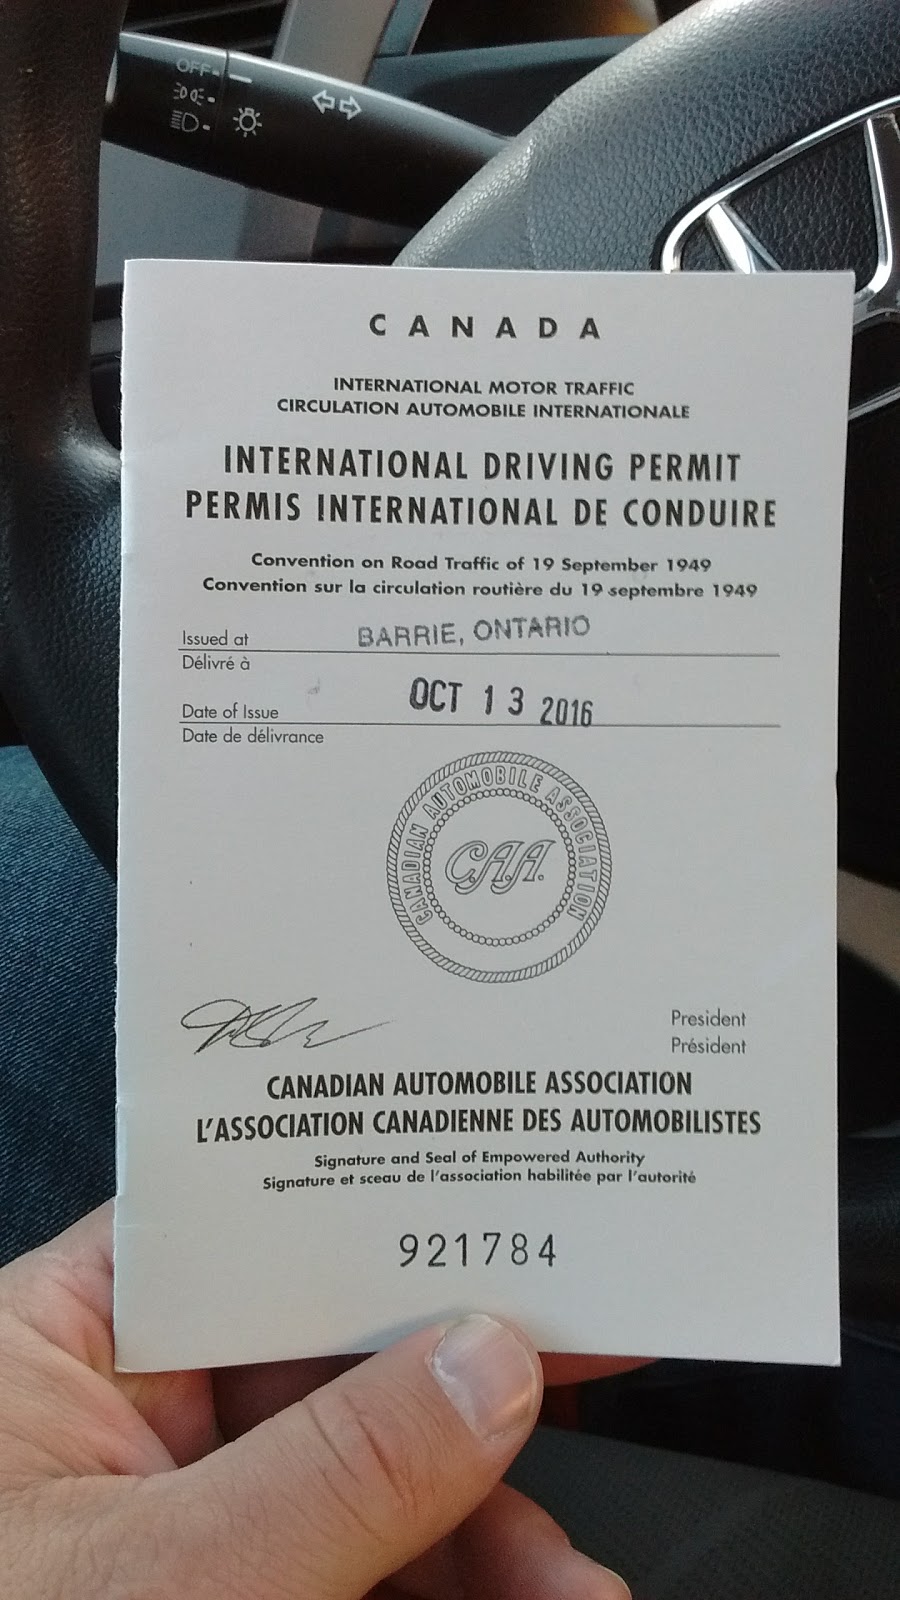 OFF
CANADA
INTERNATIONAL MOTOR TRAFFIC
CIRCULATION AUTOMOBILE INTERNATIONALE
INTERNATIONAL DRIVING PERMIT
PERMIS INTERNATIONAL DE CONDUIRE
Convention on Road Traffic of 19 September 1949
Convention sur la circulation routière du 19 septembre 1949
Issued at BARRIE, ONTARIO
Délivré à
Date of Issue OCT 13 2016
Date de délivrance
CANADIAN AUTOMOBILE ASSOCIATION
C.A.A.
President
Président
CANADIAN AUTOMOBILE ASSOCIATION
L'ASSOCIATION CANADIENNE DES AUTOMOBILISTES
Signature and Seal of Empowered Authority
Signature et sceau de l'association habilitée par l'autorité
921784